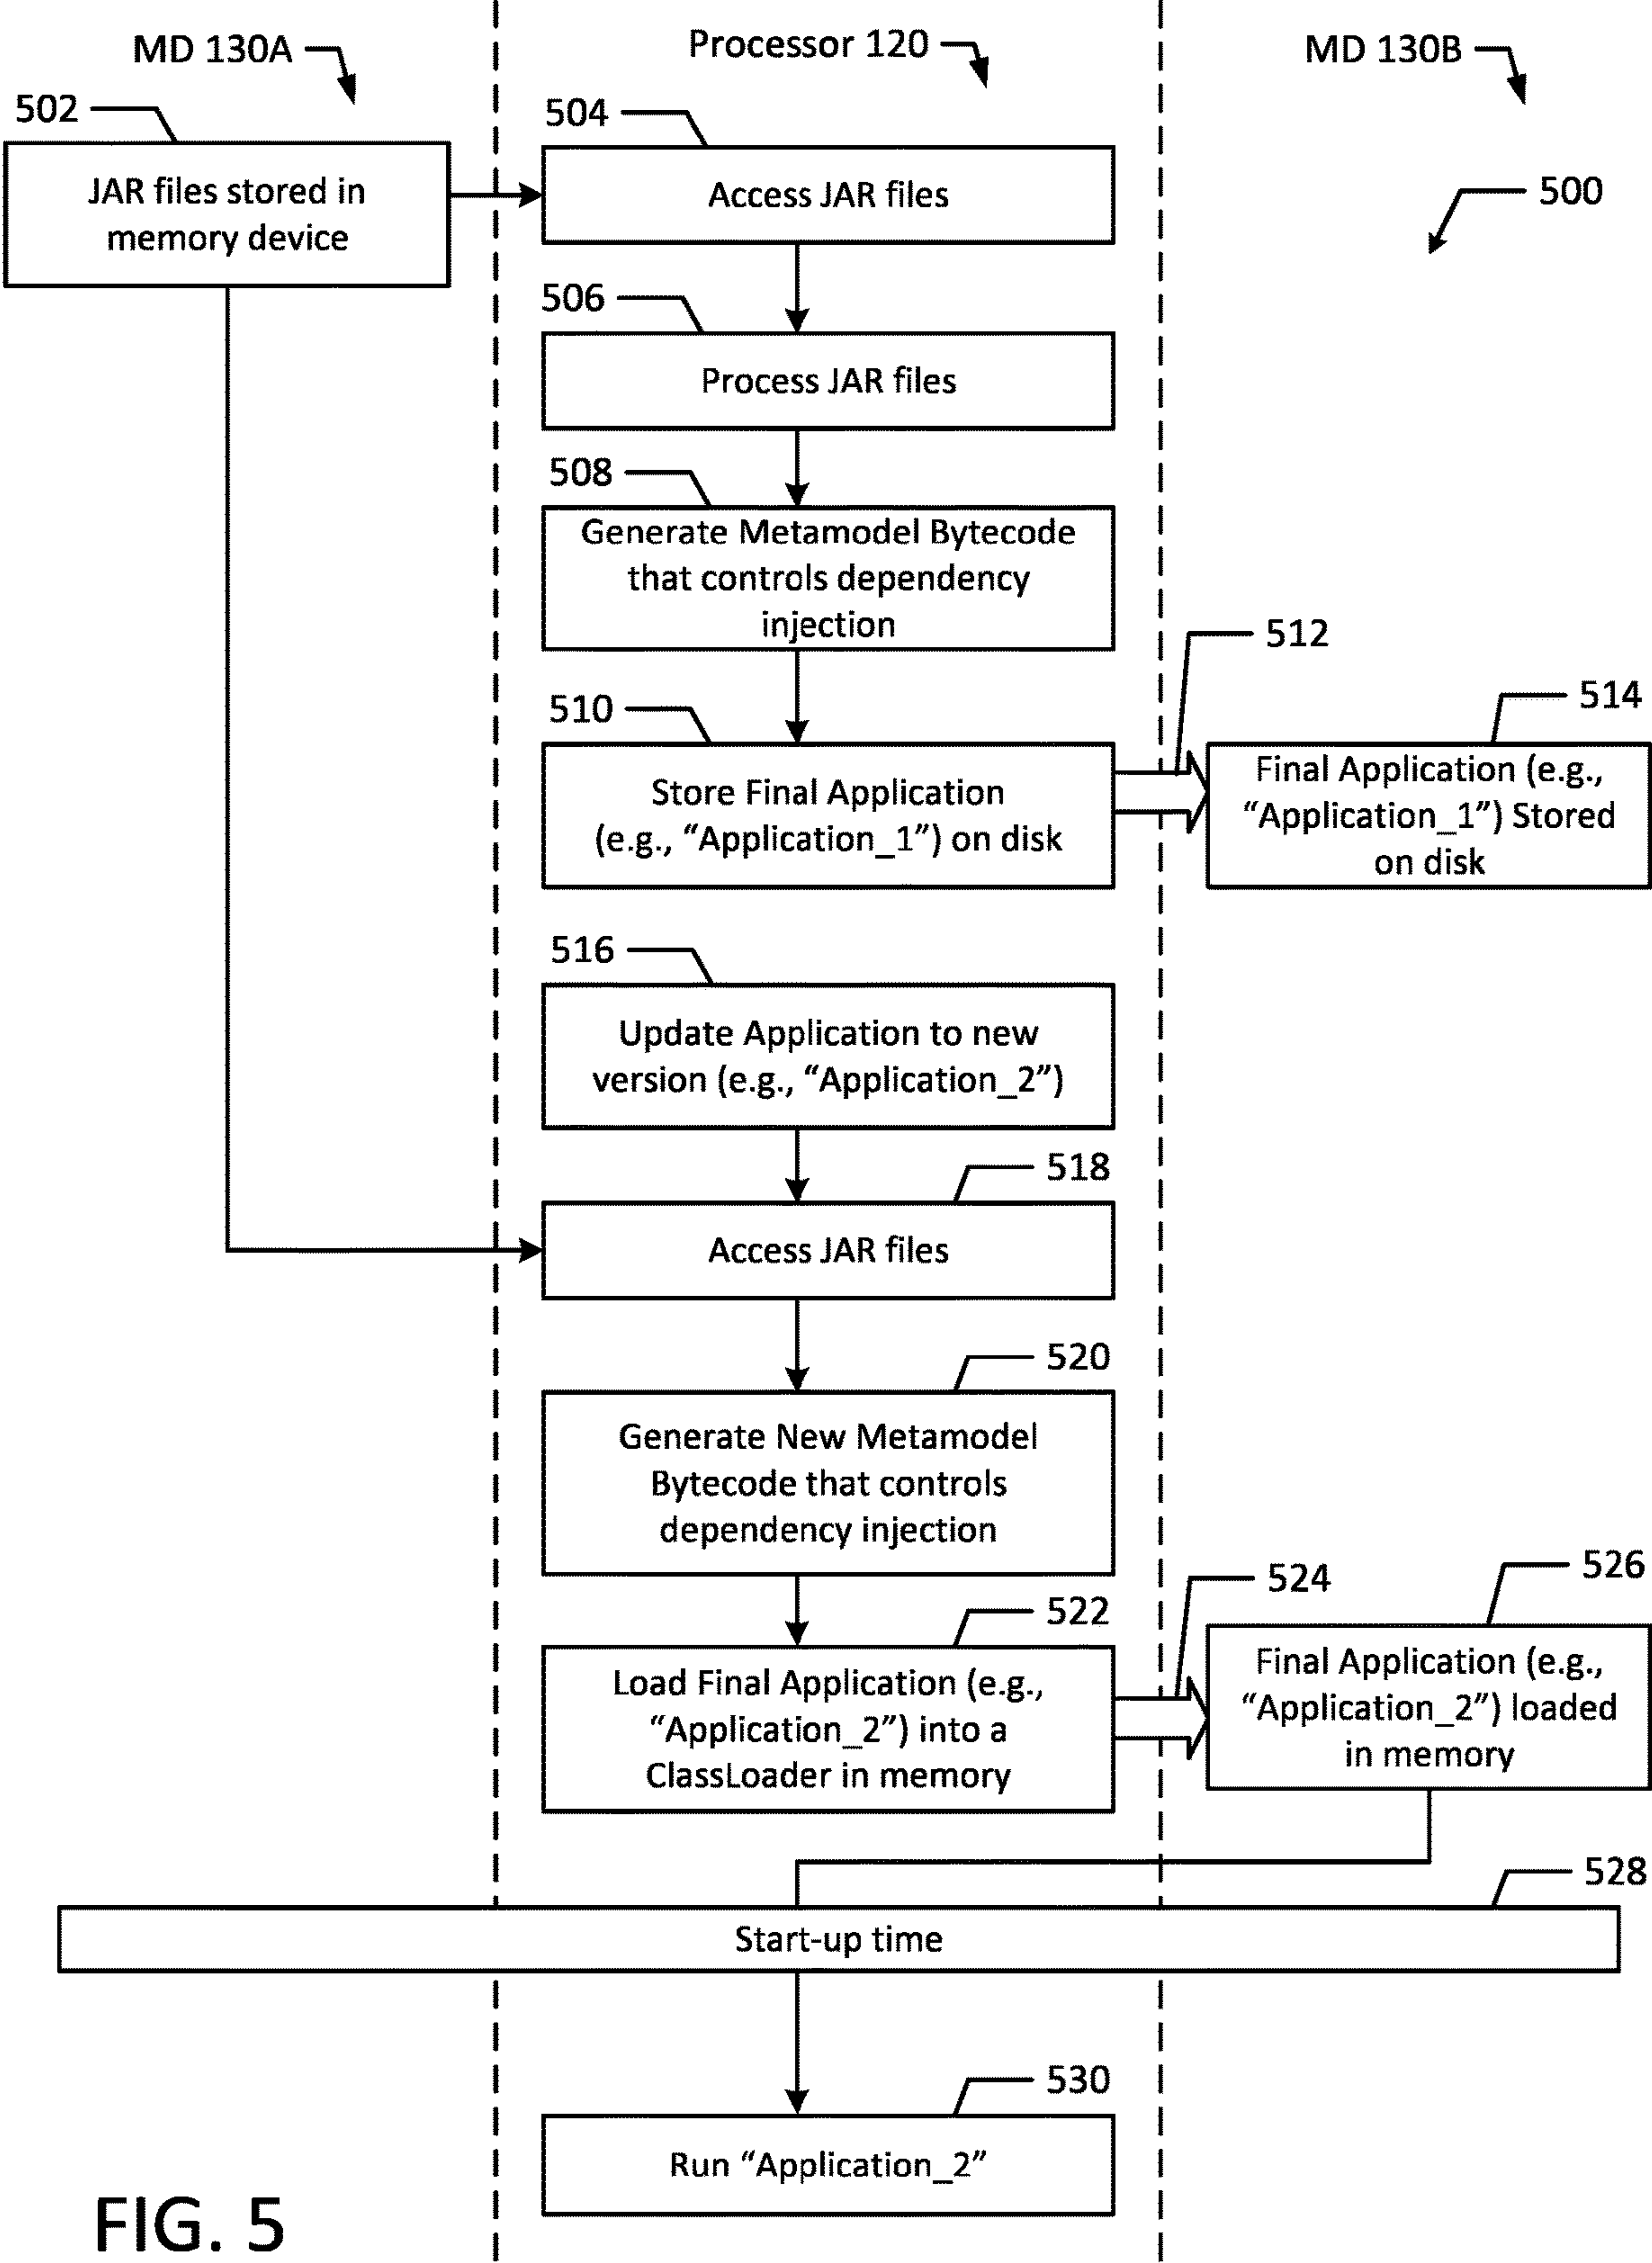 MD 130A
Processor 120
MD 130B
502
504
JAR files stored in
memory device
Access JAR files
500
506
Process JAR files
508
Generate Metamodel Bytecode
that controls dependency
injection
512
510
514
Store Final Application
(e.g., “Application_1”) on disk
Final Application (e.g.,
“Application_1”) Stored
on disk
516
Update Application to new
version (e.g., “Application_2”)
518
Access JAR files
520
Generate New Metamodel
Bytecode that controls
dependency injection
522
524
526
Load Final Application (e.g.,
“Application_2”) into a
ClassLoader in memory
Final Application (e.g.,
“Application_2”) loaded
in memory
528
Start-up time
530
Run “Application_2”
FIG. 5